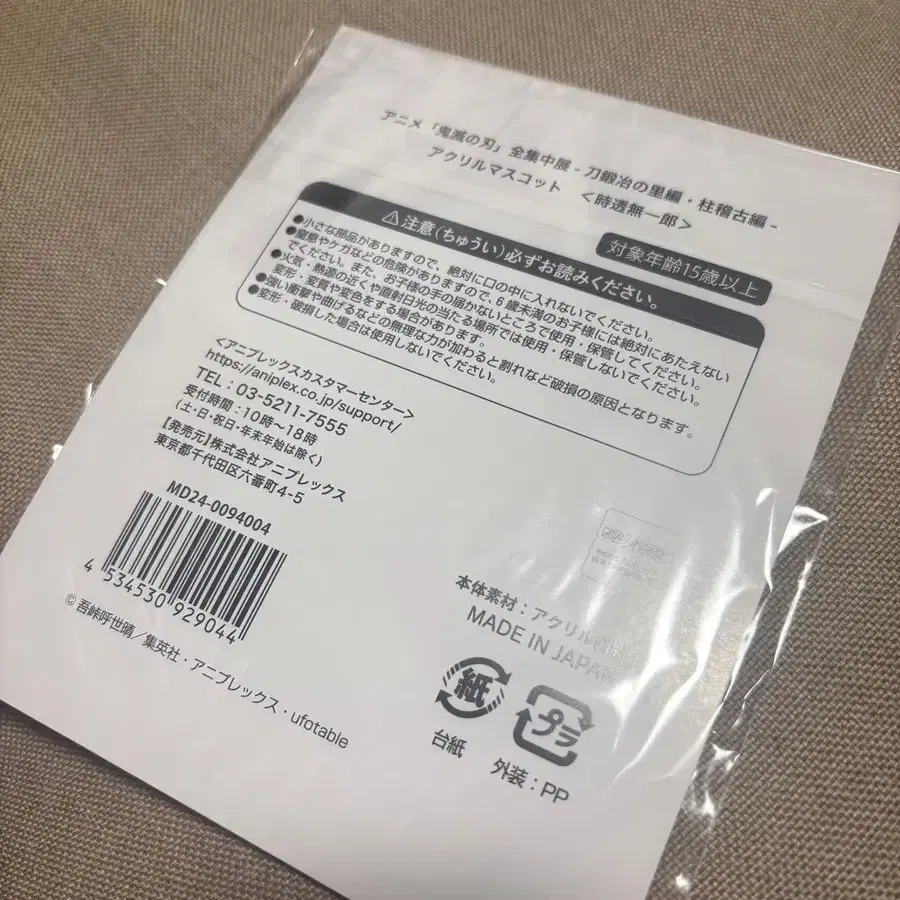 アニメ「鬼滅の刃」全集中展 - 刀鍛冶の里編・柱稽古編 -
アクリルマスコット ＜時透無一郎＞
対象年齢15歳以上
⚠注意(ちゅうい)必ずお読みください。
●小さな部品がありますので、絶対に口の中に入れないでください。
●窒息やケガなどの危険がありますので、6歳未満のお子様には絶対にあたえない
でください。また、お子様の手の届かないところで使用・保管してください。
●火気・熱源の近くや直射日光の当たる場所では使用・保管しないでください。
変形・変質や変色をする場合があります。
●強い衝撃や曲げるなどの無理な力が加わると割れなど破損の原因となります。
変形・破損した場合は使用しないでください。
＜アニプレックスカスタマーセンター＞
https://aniplex.co.jp/support/
TEL：03-5211-7555
受付時間：10時～18時
(土・日・祝日・年末年始は除く)
【発売元】株式会社アニプレックス
東京都千代田区六番町4-5
MD24-0094004
4 534530 929044
©吾峠呼世晴／集英社・アニプレックス・ufotable
本体素材：アクリル
MADE IN JAPAN
紙
台紙
プラ
外装：PP